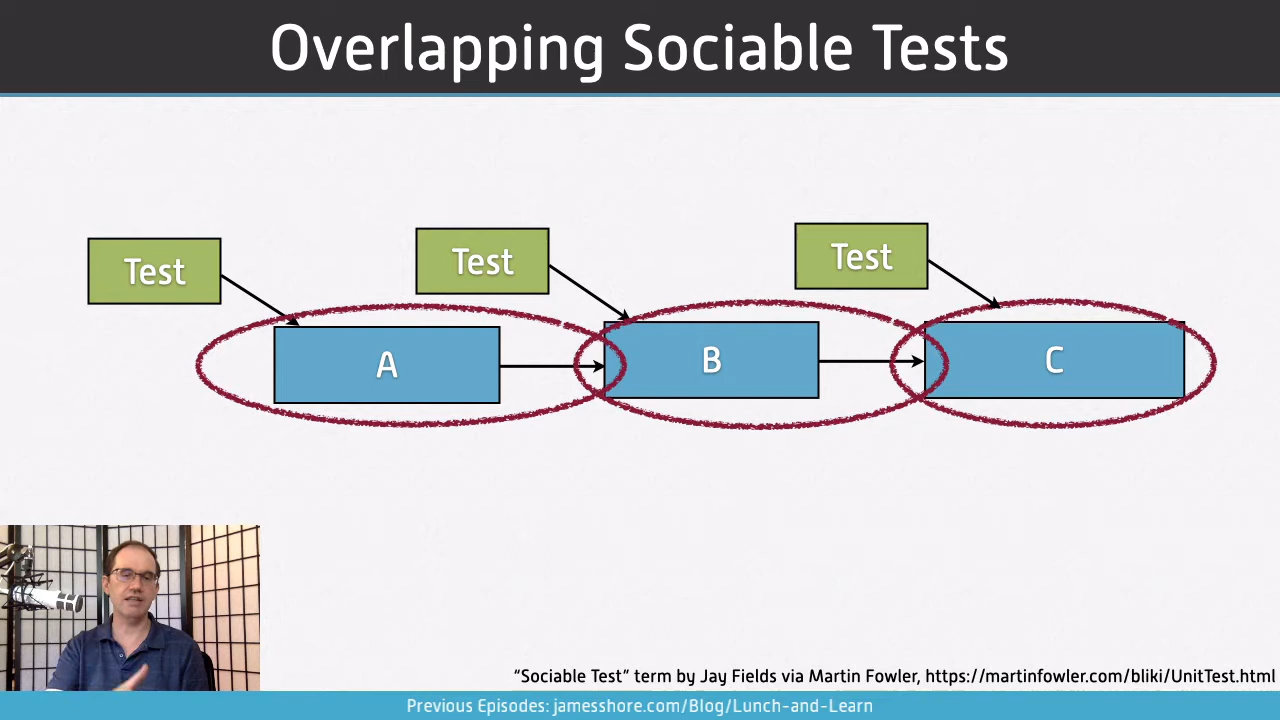 Overlapping Sociable Tests
Test
Test
Test
A
B
C
“Sociable Test” term by Jay Fields via Martin Fowler, https://martinfowler.com/bliki/UnitTest.html
Previous Episodes: jamesshore.com/Blog/Lunch-and-Learn